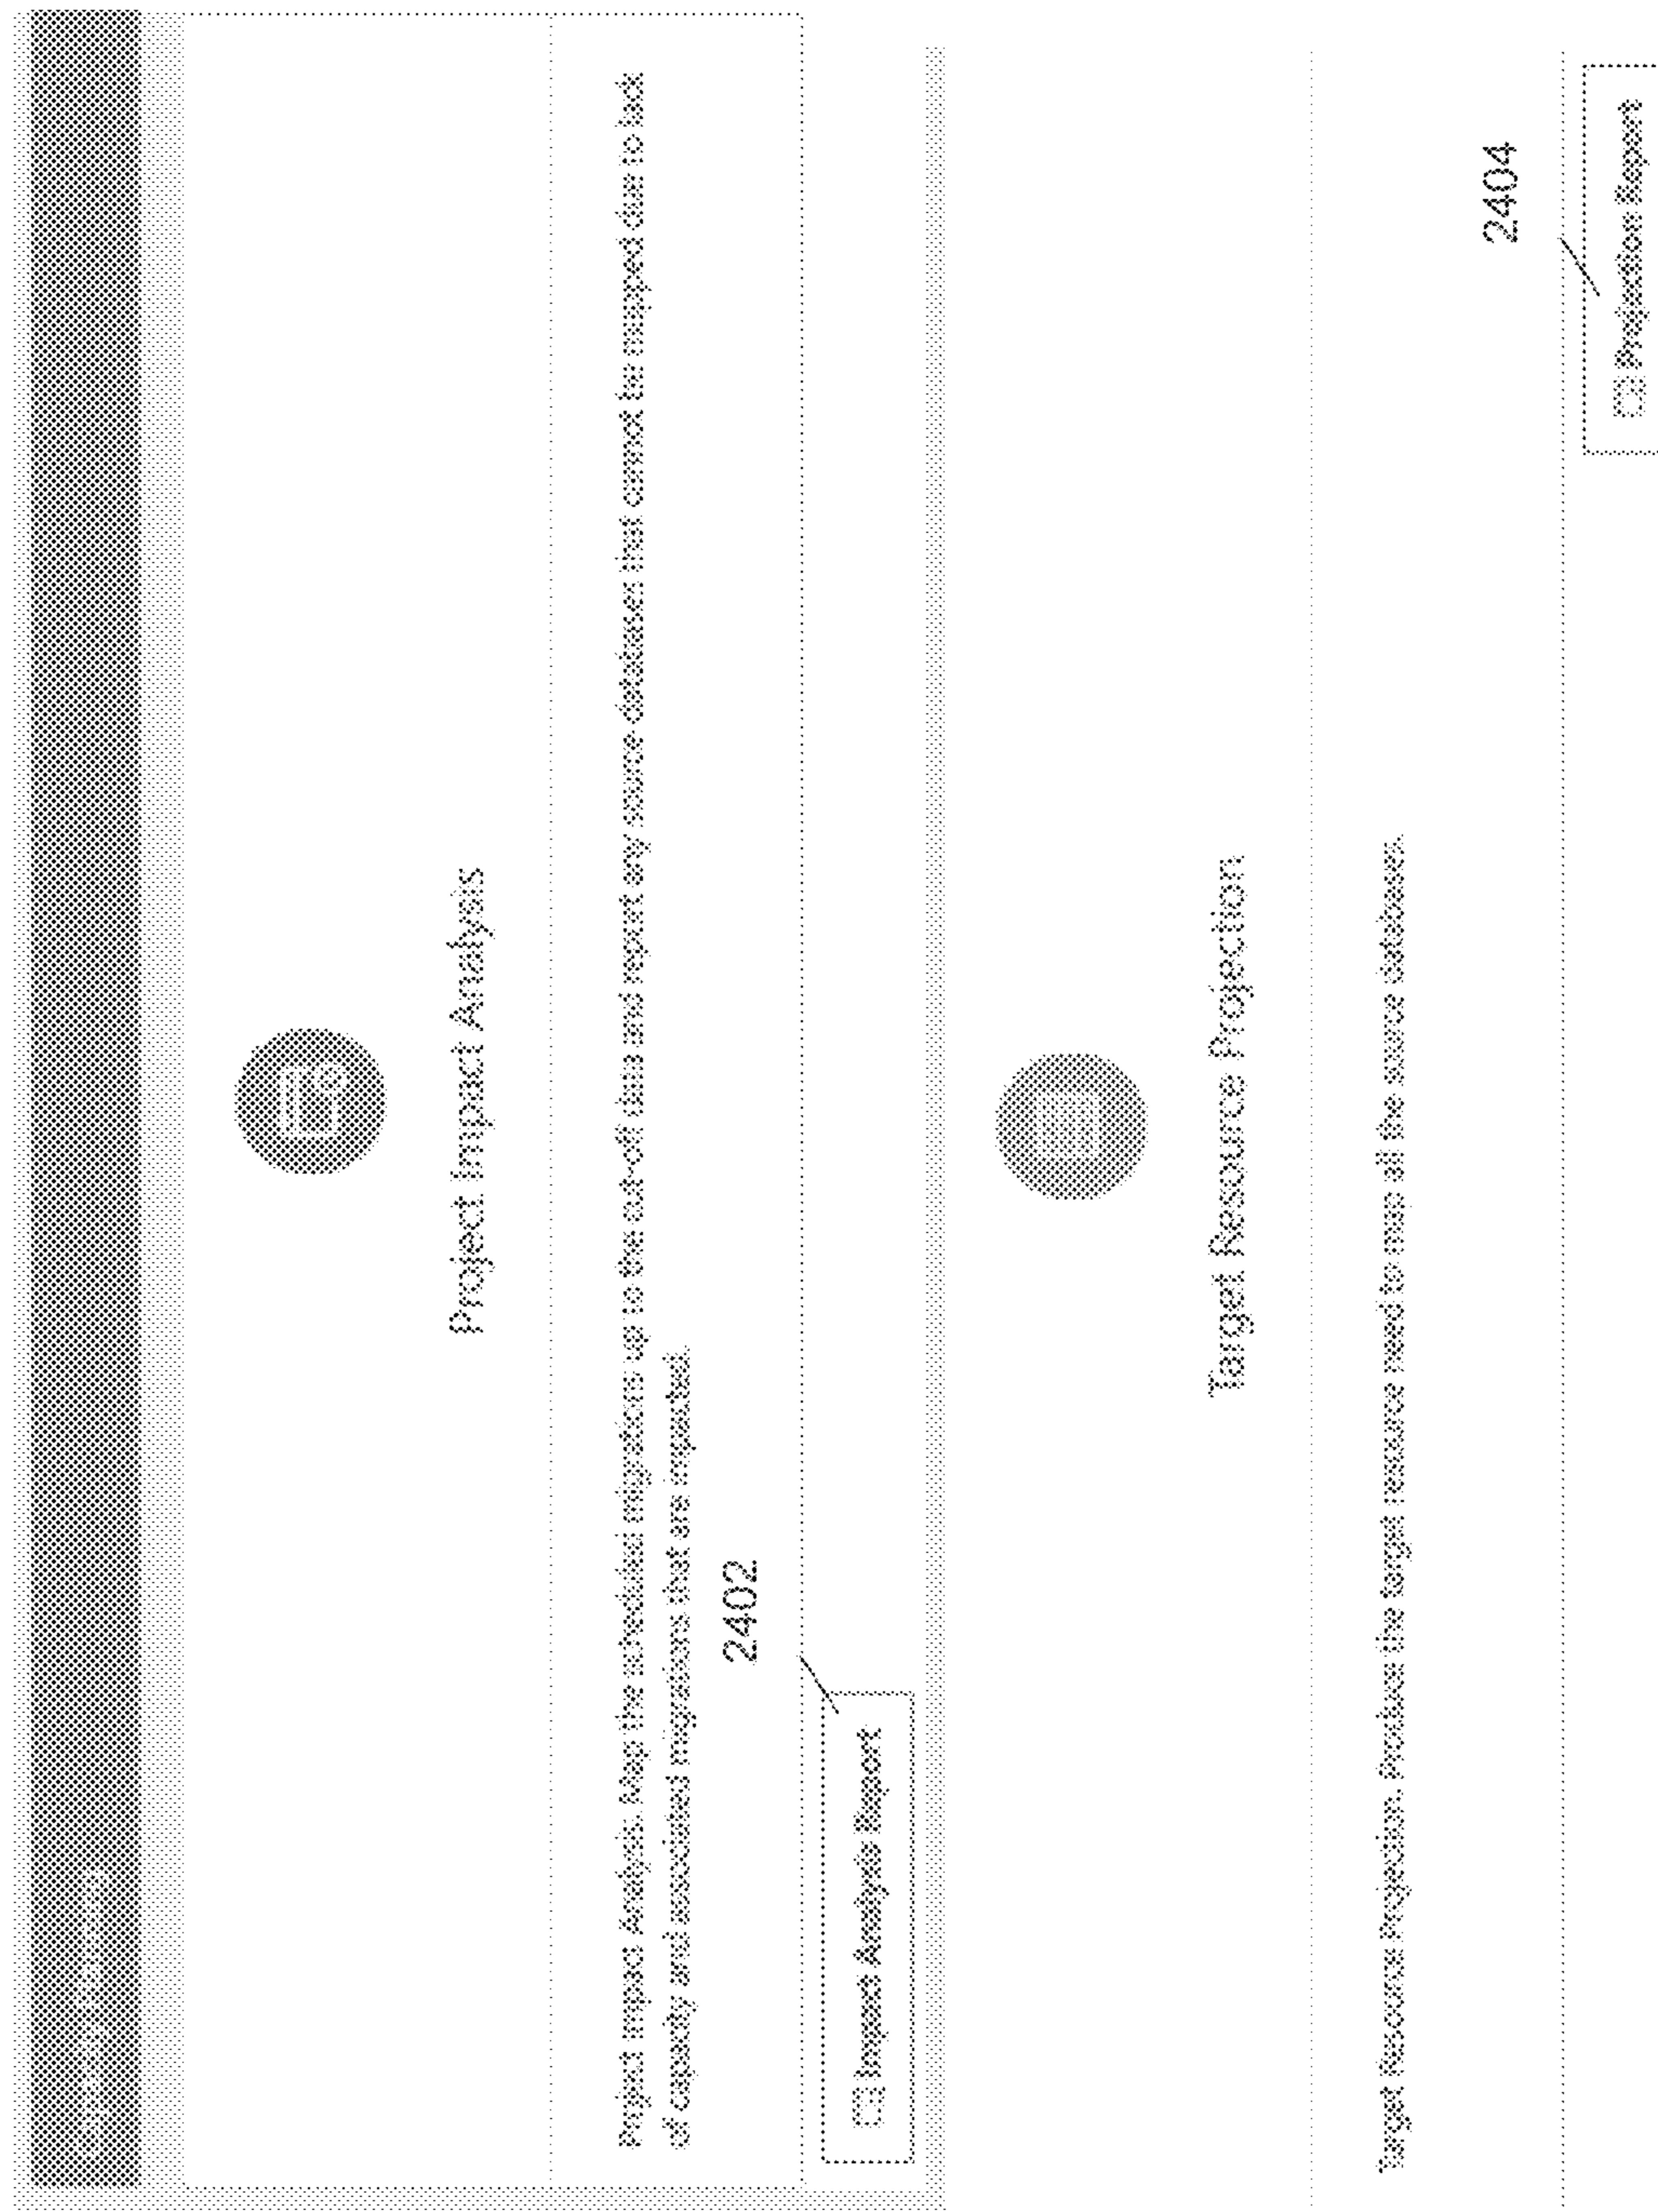 Project Impact Analysis
Project Impact Analysis. Map the scheduled migrations up to the cut-off data and report any source databases that cannot be mapped due to lack
of capacity and associated migrations that are impacted.
2402
Impact Analysis Report
Target Resource Projection
Target Resource Projection. Produces the target resource need to map all the source databases.
2404
Projection Report